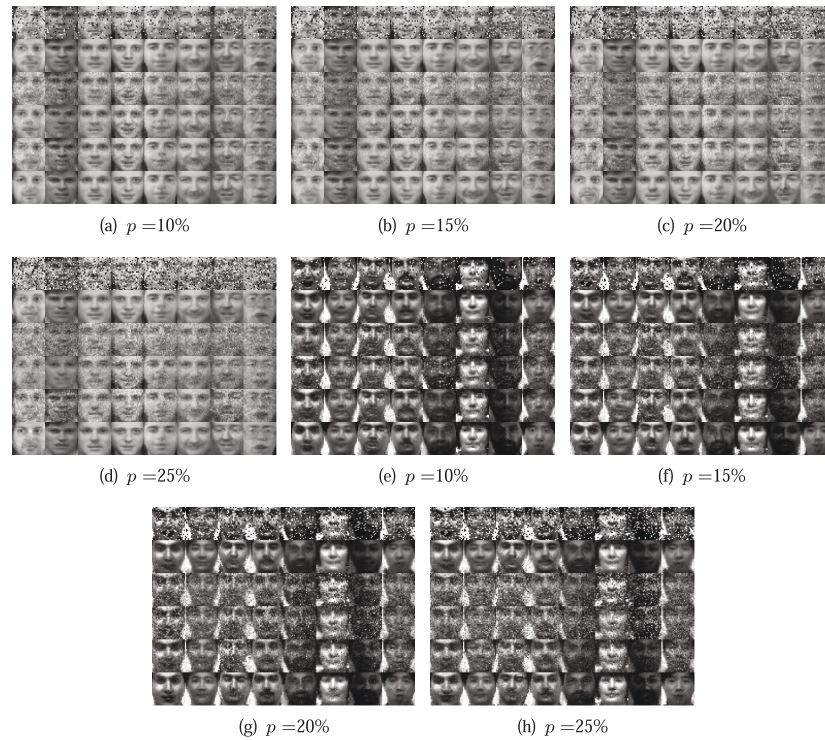 (a) p =10%
(b) p =15%
(c) p =20%
(d) p =25%
(e) p =10%
(f) p =15%
(g) p =20%
(h) p =25%